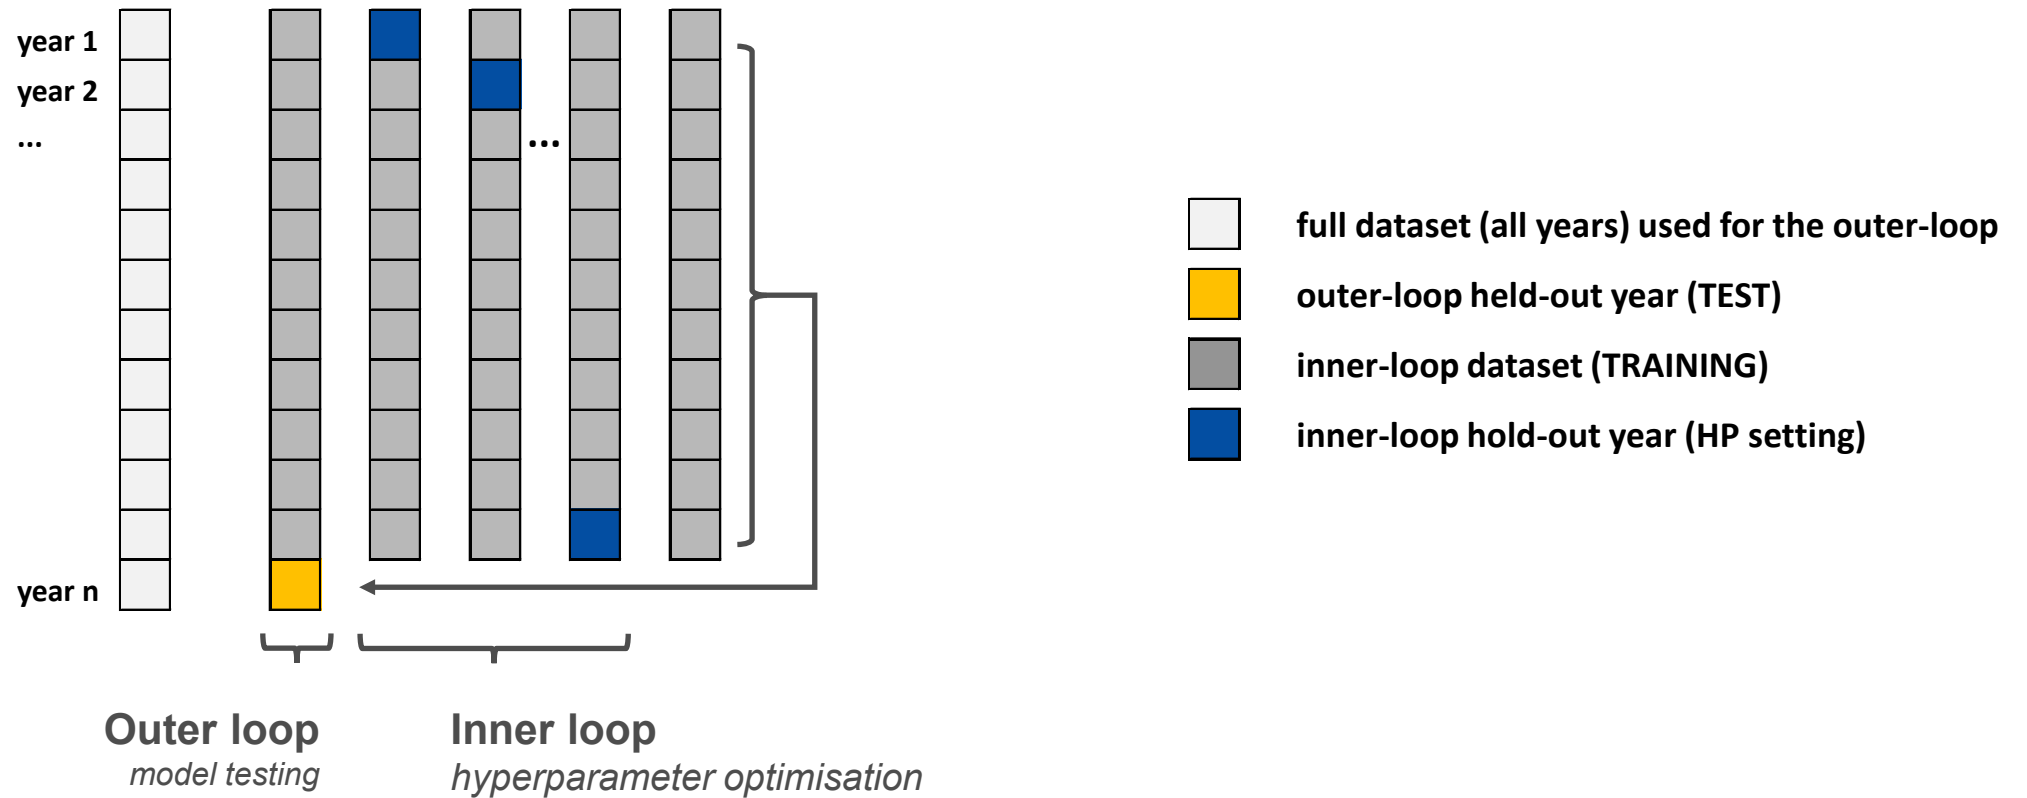 year 1
year 2
...
...
year n
full dataset (all years) used for the outer-loop
outer-loop held-out year (TEST)
inner-loop dataset (TRAINING)
inner-loop hold-out year (HP setting)
Outer loop
model testing
Inner loop
hyperparameter optimisation